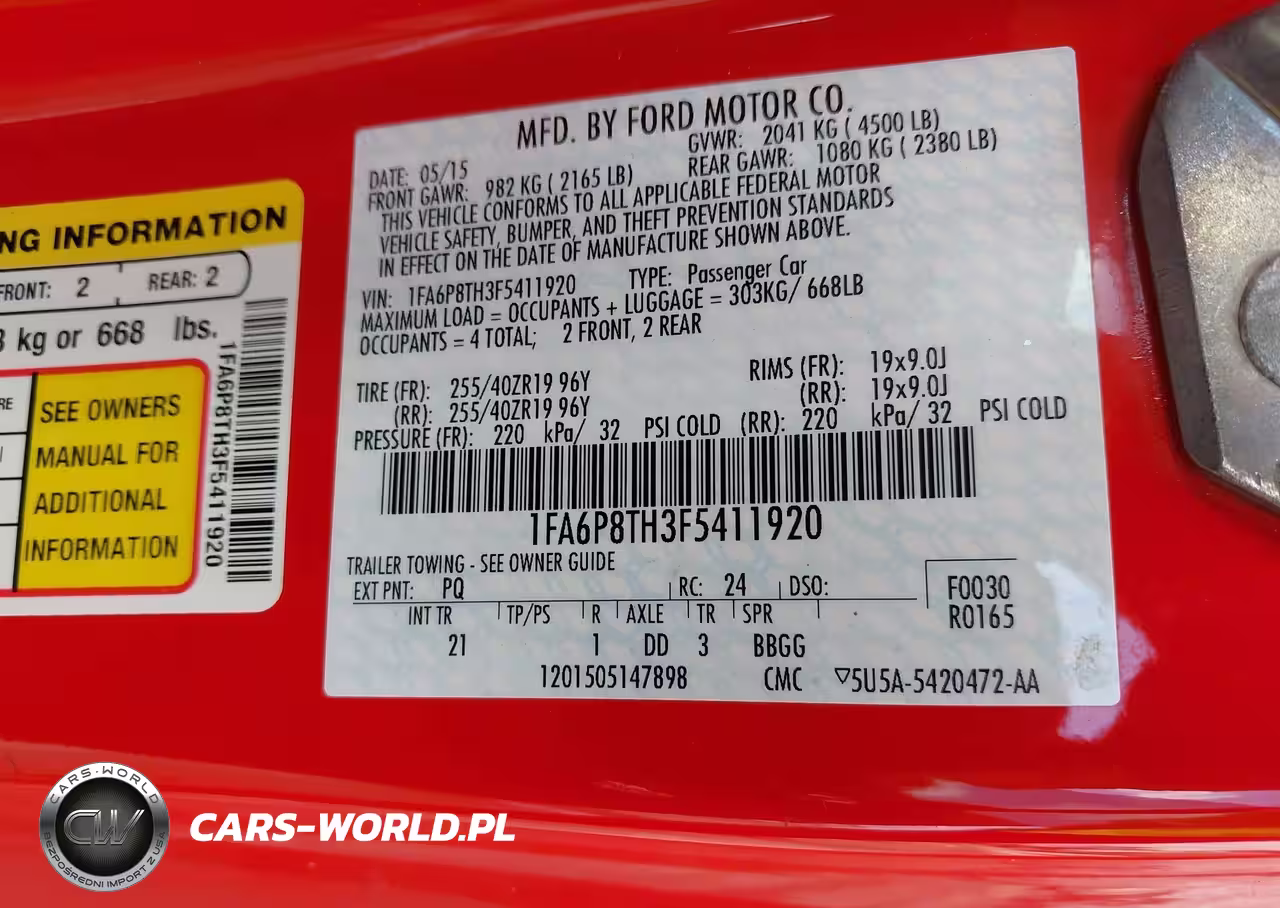 MFD. BY FORD MOTOR CO.
DATE: 05/15 GVWR: 2041 KG ( 4500 LB)
FRONT GAWR: 982 KG ( 2165 LB) REAR GAWR: 1080 KG ( 2380 LB)
THIS VEHICLE CONFORMS TO ALL APPLICABLE FEDERAL MOTOR
VEHICLE SAFETY, BUMPER, AND THEFT PREVENTION STANDARDS
IN EFFECT ON THE DATE OF MANUFACTURE SHOWN ABOVE.
VIN: 1FA6P8TH3F5411920 TYPE: Passenger Car
MAXIMUM LOAD = OCCUPANTS + LUGGAGE = 303KG/ 668LB
OCCUPANTS = 4 TOTAL; 2 FRONT, 2 REAR
TIRE (FR): 255/40ZR19 96Y RIMS (FR): 19x9.0J
(RR): 255/40ZR19 96Y (RR): 19x9.0J
PRESSURE (FR): 220 kPa/ 32 PSI COLD (RR): 220 kPa/ 32 PSI COLD
1FA6P8TH3F5411920
TRAILER TOWING - SEE OWNER GUIDE
EXT PNT: PQ RC: 24 DSO: F0030
INT TR TP/PS R AXLE TR SPR R0165
21 1 DD 3 BBGG
1201505147898 CMC ▽5U5A-5420472-AA
NG INFORMATION
FRONT: 2 REAR: 2
3 kg or 668 lbs.
RE
SEE OWNERS
MANUAL FOR
ADDITIONAL
INFORMATION
1FA6P8TH3F5411920
CARS-WORLD
CW
BEZPOŚREDNI IMPORT Z USA
CARS-WORLD.PL